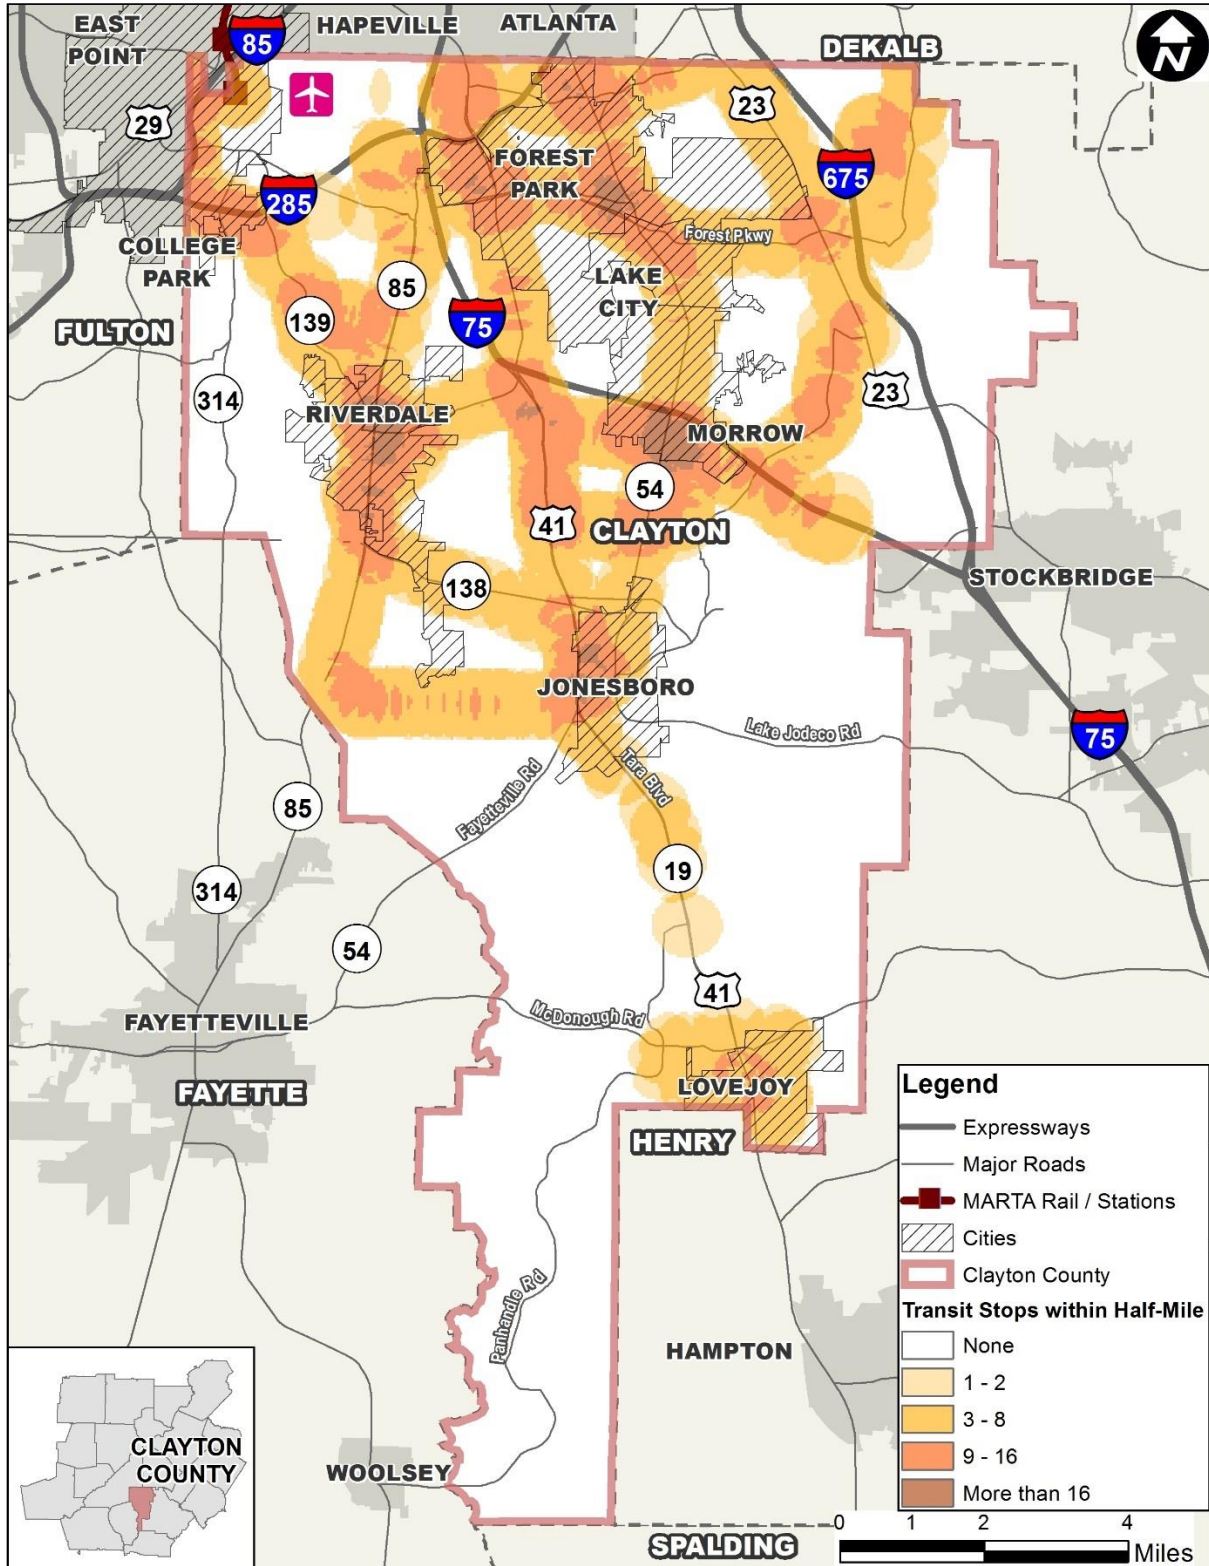 EAST
POINT
85
HAPEVILLE
ATLANTA
DEKALB
N
29
23
FOREST
PARK
675
285
Forest Pkwy
COLLEGE
PARK
85
LAKE
CITY
139
75
FULTON
314
RIVERDALE
23
MORROW
54
41
CLAYTON
138
STOCKBRIDGE
JONESBORO
Lake Jodeco Rd
75
Tara Blvd
Fayetteville Rd
85
19
314
54
41
McDonough Rd
FAYETTEVILLE
LOVEJOY
FAYETTE
HENRY
Panhandle Rd
HAMPTON
WOOLSEY
SPALDING
CLAYTON
COUNTY
Legend
Expressways
Major Roads
MARTA Rail / Stations
Cities
Clayton County
Transit Stops within Half-Mile
None
1 - 2
3 - 8
9 - 16
More than 16
0 1 2 4
Miles